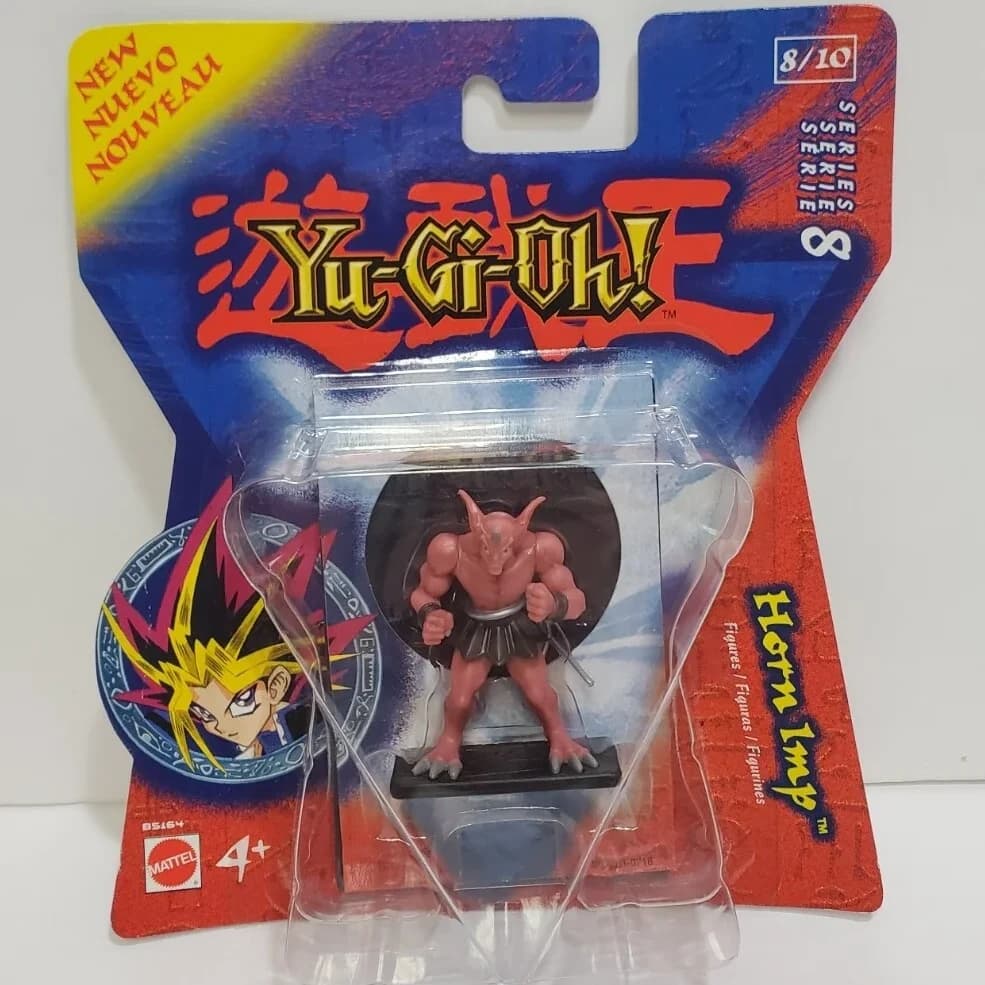 NEW
NUEVO
NOUVEAU
8/10
SERIES
SERIE
SÉRIE
8
遊戯王
Yu-Gi-Oh!
TM
Horn Imp TM
Figures / Figuras / Figurines
85164
MATTEL
4+